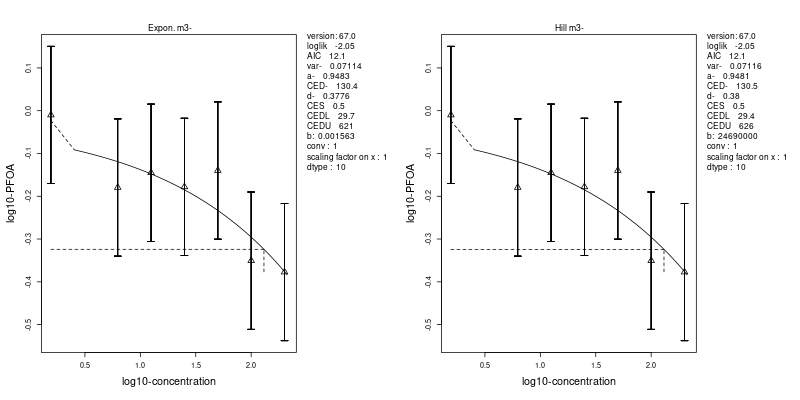 Expon. m3-
version: 67.0
loglik -2.05
AIC 12.1
var- 0.07114
a- 0.9483
CED- 130.4
d- 0.3776
CES 0.5
CEDL 29.7
CEDU 621
b: 0.001563
conv : 1
scaling factor on x : 1
dtype : 10
log10-PFOA
0.1
0.0
-0.1
-0.2
-0.3
-0.4
-0.5
0.5 1.0 1.5 2.0
log10-concentration
Hill m3-
version: 67.0
loglik -2.05
AIC 12.1
var- 0.07116
a- 0.9481
CED- 130.5
d- 0.38
CES 0.5
CEDL 29.4
CEDU 626
b: 24690000
conv : 1
scaling factor on x : 1
dtype : 10
log10-PFOA
0.1
0.0
-0.1
-0.2
-0.3
-0.4
-0.5
0.5 1.0 1.5 2.0
log10-concentration